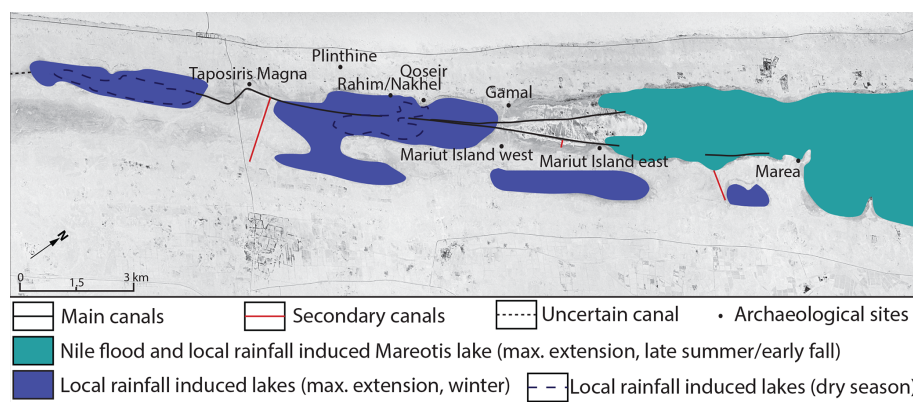 Plinthine
Taposiris Magna
Qoseir
Rahim/Nakhel
Gamal
Mariut Island west
Mariut Island east
Marea
N
0 1,5 3 km
Main canals
Secondary canals
Uncertain canal
Archaeological sites
Nile flood and local rainfall induced Mareotis lake (max. extension, late summer/early fall)
Local rainfall induced lakes (max. extension, winter)
Local rainfall induced lakes (dry season)